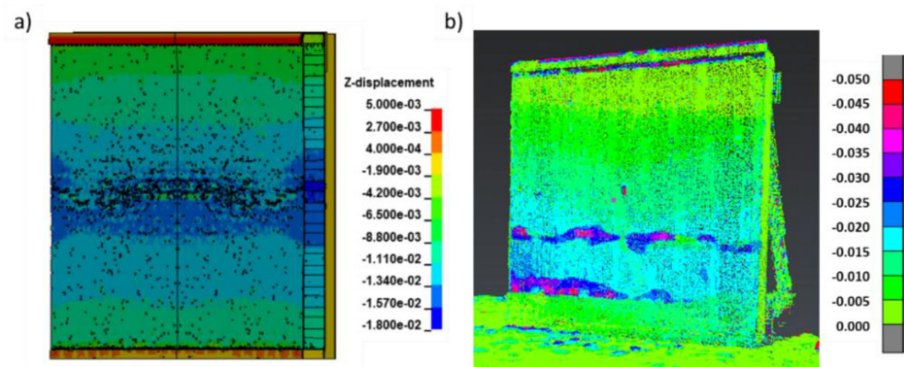 a)
Z-displacement
5.000e-03
2.700e-03
4.000e-04
-1.900e-03
-4.200e-03
-6.500e-03
-8.800e-03
-1.110e-02
-1.340e-02
-1.570e-02
-1.800e-02
b)
-0.050
-0.045
-0.040
-0.035
-0.030
-0.025
-0.020
-0.015
-0.010
-0.005
0.000